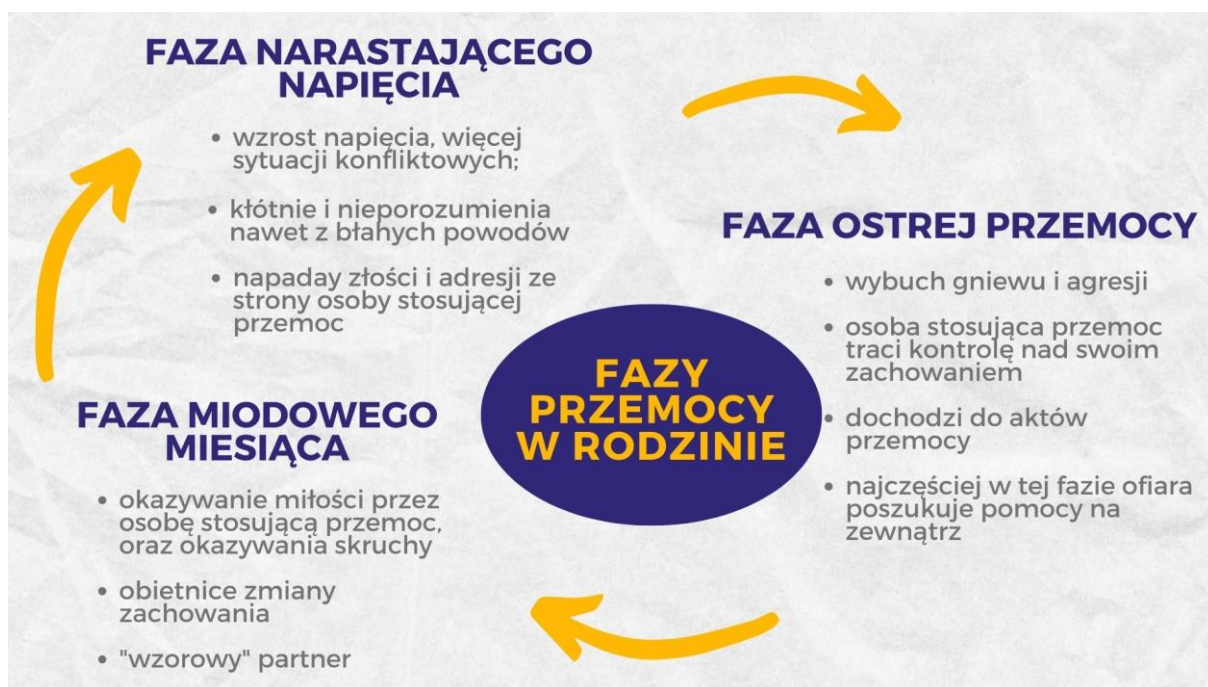 FAZA NARASTAJĄCEGO
NAPIĘCIA
• wzrost napięcia, więcej
sytuacji konfliktowych;
• kłótnie i nieporozumienia
nawet z błahych powodów
• napaday złości i adresji ze
strony osoby stosującej
przemoc
FAZA OSTREJ PRZEMOCY
• wybuch gniewu i agresji
• osoba stosująca przemoc
traci kontrolę nad swoim
zachowaniem
• dochodzi do aktów
przemocy
• najczęściej w tej fazie ofiara
poszukuje pomocy na
zewnątrz
FAZY
PRZEMOCY
W RODZINIE
FAZA MIODOWEGO
MIESIĄCA
• okazywanie miłości przez
osobę stosującą przemoc,
oraz okazywania skruchy
• obietnice zmiany
zachowania
• "wzorowy" partner